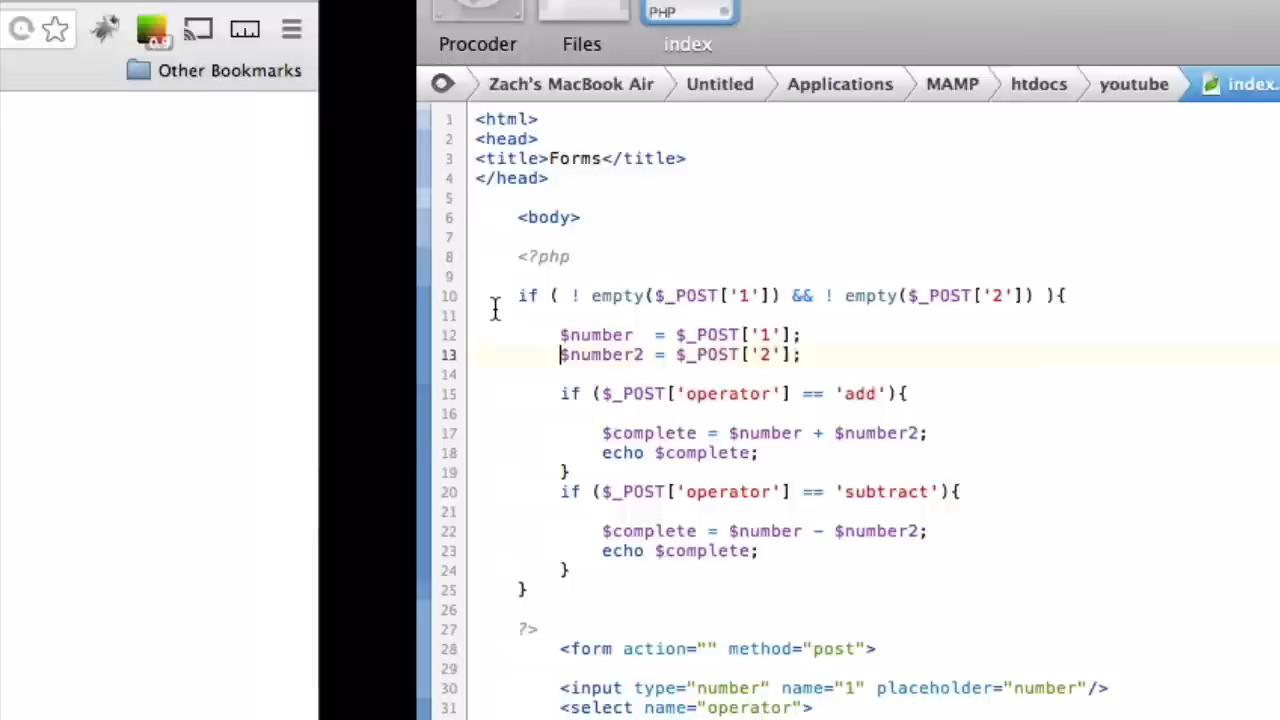 Other Bookmarks
PHP
Procoder Files index
Zach's MacBook Air Untitled Applications MAMP htdocs youtube index.
1 <html>
2 <head>
3 <title>Forms</title>
4 </head>
5
6 <body>
7
8 <?php
9
10 if ( ! empty($_POST['1']) && ! empty($_POST['2']) ){
11
12 $number  = $_POST['1'];
13 $number2 = $_POST['2'];
14
15 if ($_POST['operator'] == 'add'){
16
17 $complete = $number + $number2;
18 echo $complete;
19 }
20 if ($_POST['operator'] == 'subtract'){
21
22 $complete = $number - $number2;
23 echo $complete;
24 }
25 }
26
27 ?>
28 <form action="" method="post">
29
30 <input type="number" name="1" placeholder="number"/>
31 <select name="operator">